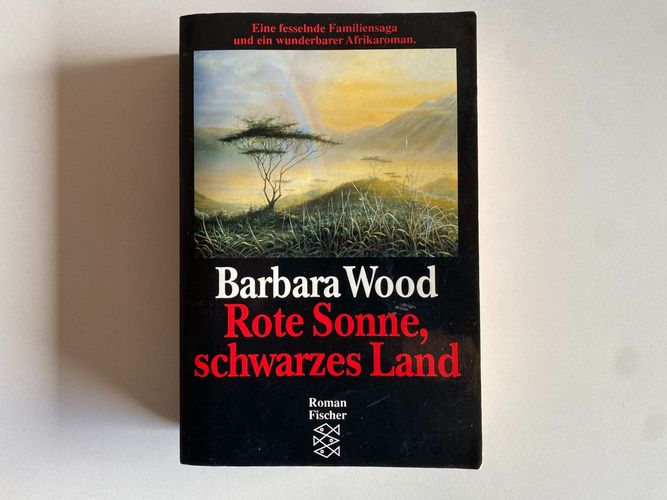 Eine fesselnde Familiensaga
und ein wunderbarer Afrikaroman.
Barbara Wood
Rote Sonne,
schwarzes Land
Roman
Fischer